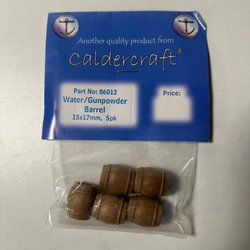 Another quality product from
Caldercraft
Part No: 86012
Water/Gunpowder
Barrel
15x17mm, 5pk
Price: